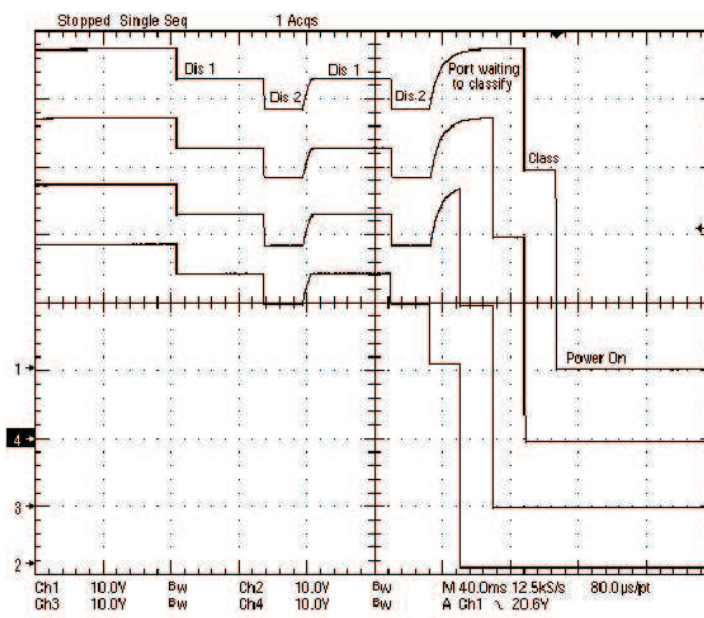 Stopped Single Seq 1 Acqs
Dis 1 Dis 1 Port waiting
to classify
Dis 2 Dis 2
Class
Power On
1
4
3
2
Ch1 10.0V Bw Ch2 10.0V Bw M 40.0ms 12.5kS/s 80.0µs/pt
Ch3 10.0V Bw Ch4 10.0V Bw A Ch1 20.6V